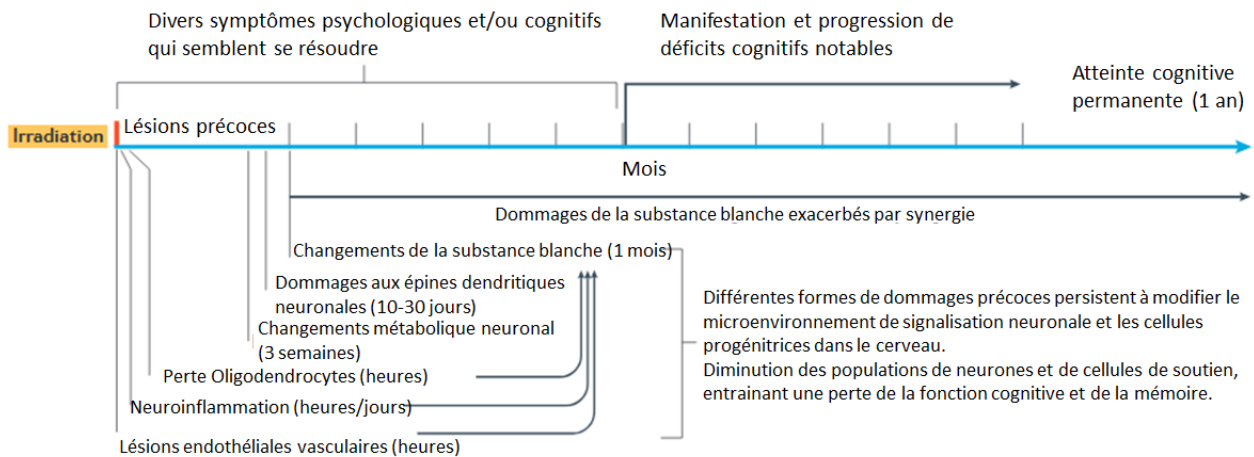 Divers symptômes psychologiques et/ou cognitifs
qui semblent se résoudre
Manifestation et progression de
déficits cognitifs notables
Atteinte cognitive
permanente (1 an)
Irradiation
Lésions précoces
Mois
Dommages de la substance blanche exacerbés par synergie
Changements de la substance blanche (1 mois)
Dommages aux épines dendritiques
neuronales (10-30 jours)
Changements métabolique neuronal
(3 semaines)
Perte Oligodendrocytes (heures)
Neuroinflammation (heures/jours)
Lésions endothéliales vasculaires (heures)
Différentes formes de dommages précoces persistent à modifier le
microenvironnement de signalisation neuronale et les cellules
progénitrices dans le cerveau.
Diminution des populations de neurones et de cellules de soutien,
entrainant une perte de la fonction cognitive et de la mémoire.